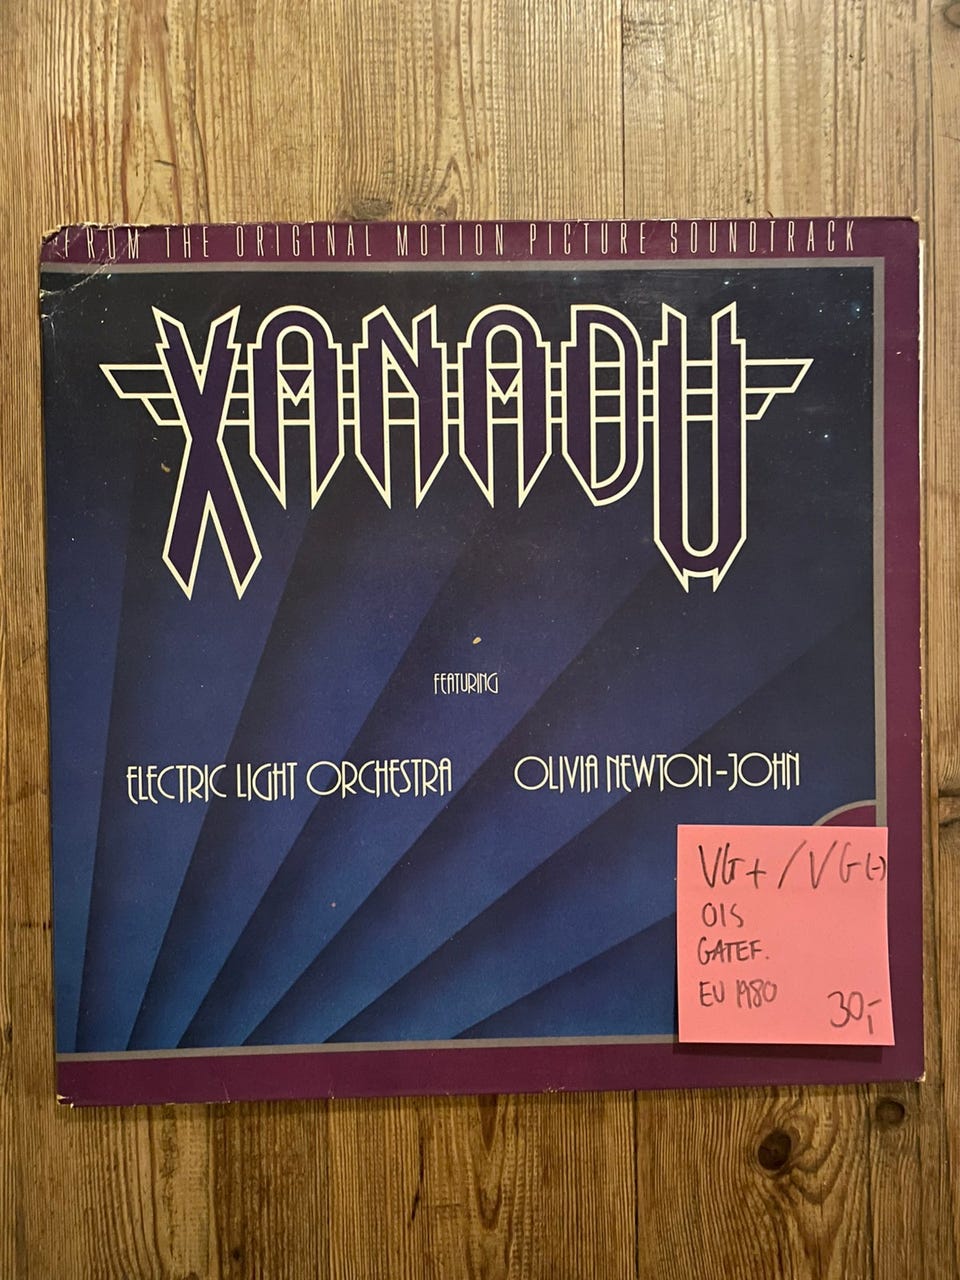 FROM THE ORIGINAL MOTION PICTURE SOUNDTRACK
XANADU
FEATURING
ELECTRIC LIGHT ORCHESTRA OLIVIA NEWTON-JOHN
VG+/VG(-)
OIS
GATEF.
EU 1980
30,-